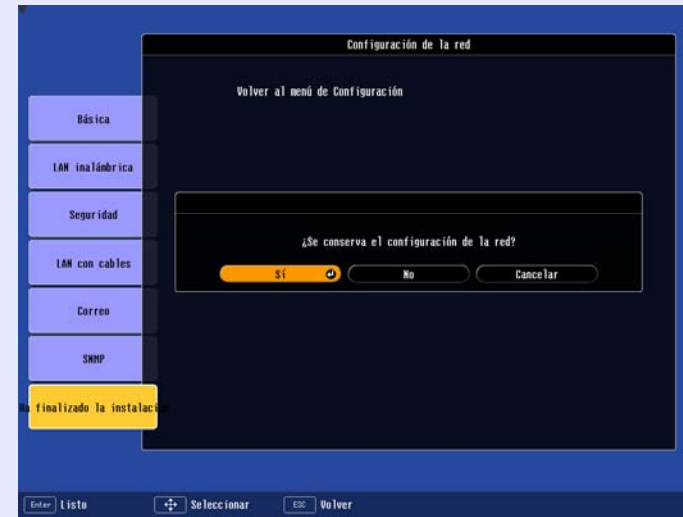 Configuración de la red
Volver al menú de Configuración
Básica
LAN inalámbrica
Seguridad
LAN con cables
Correo
SNMP
finalizado la instalaci
¿Se conserva el configuración de la red?
Sí
No
Cancelar
Enter Listo
Seleccionar
ESC Volver